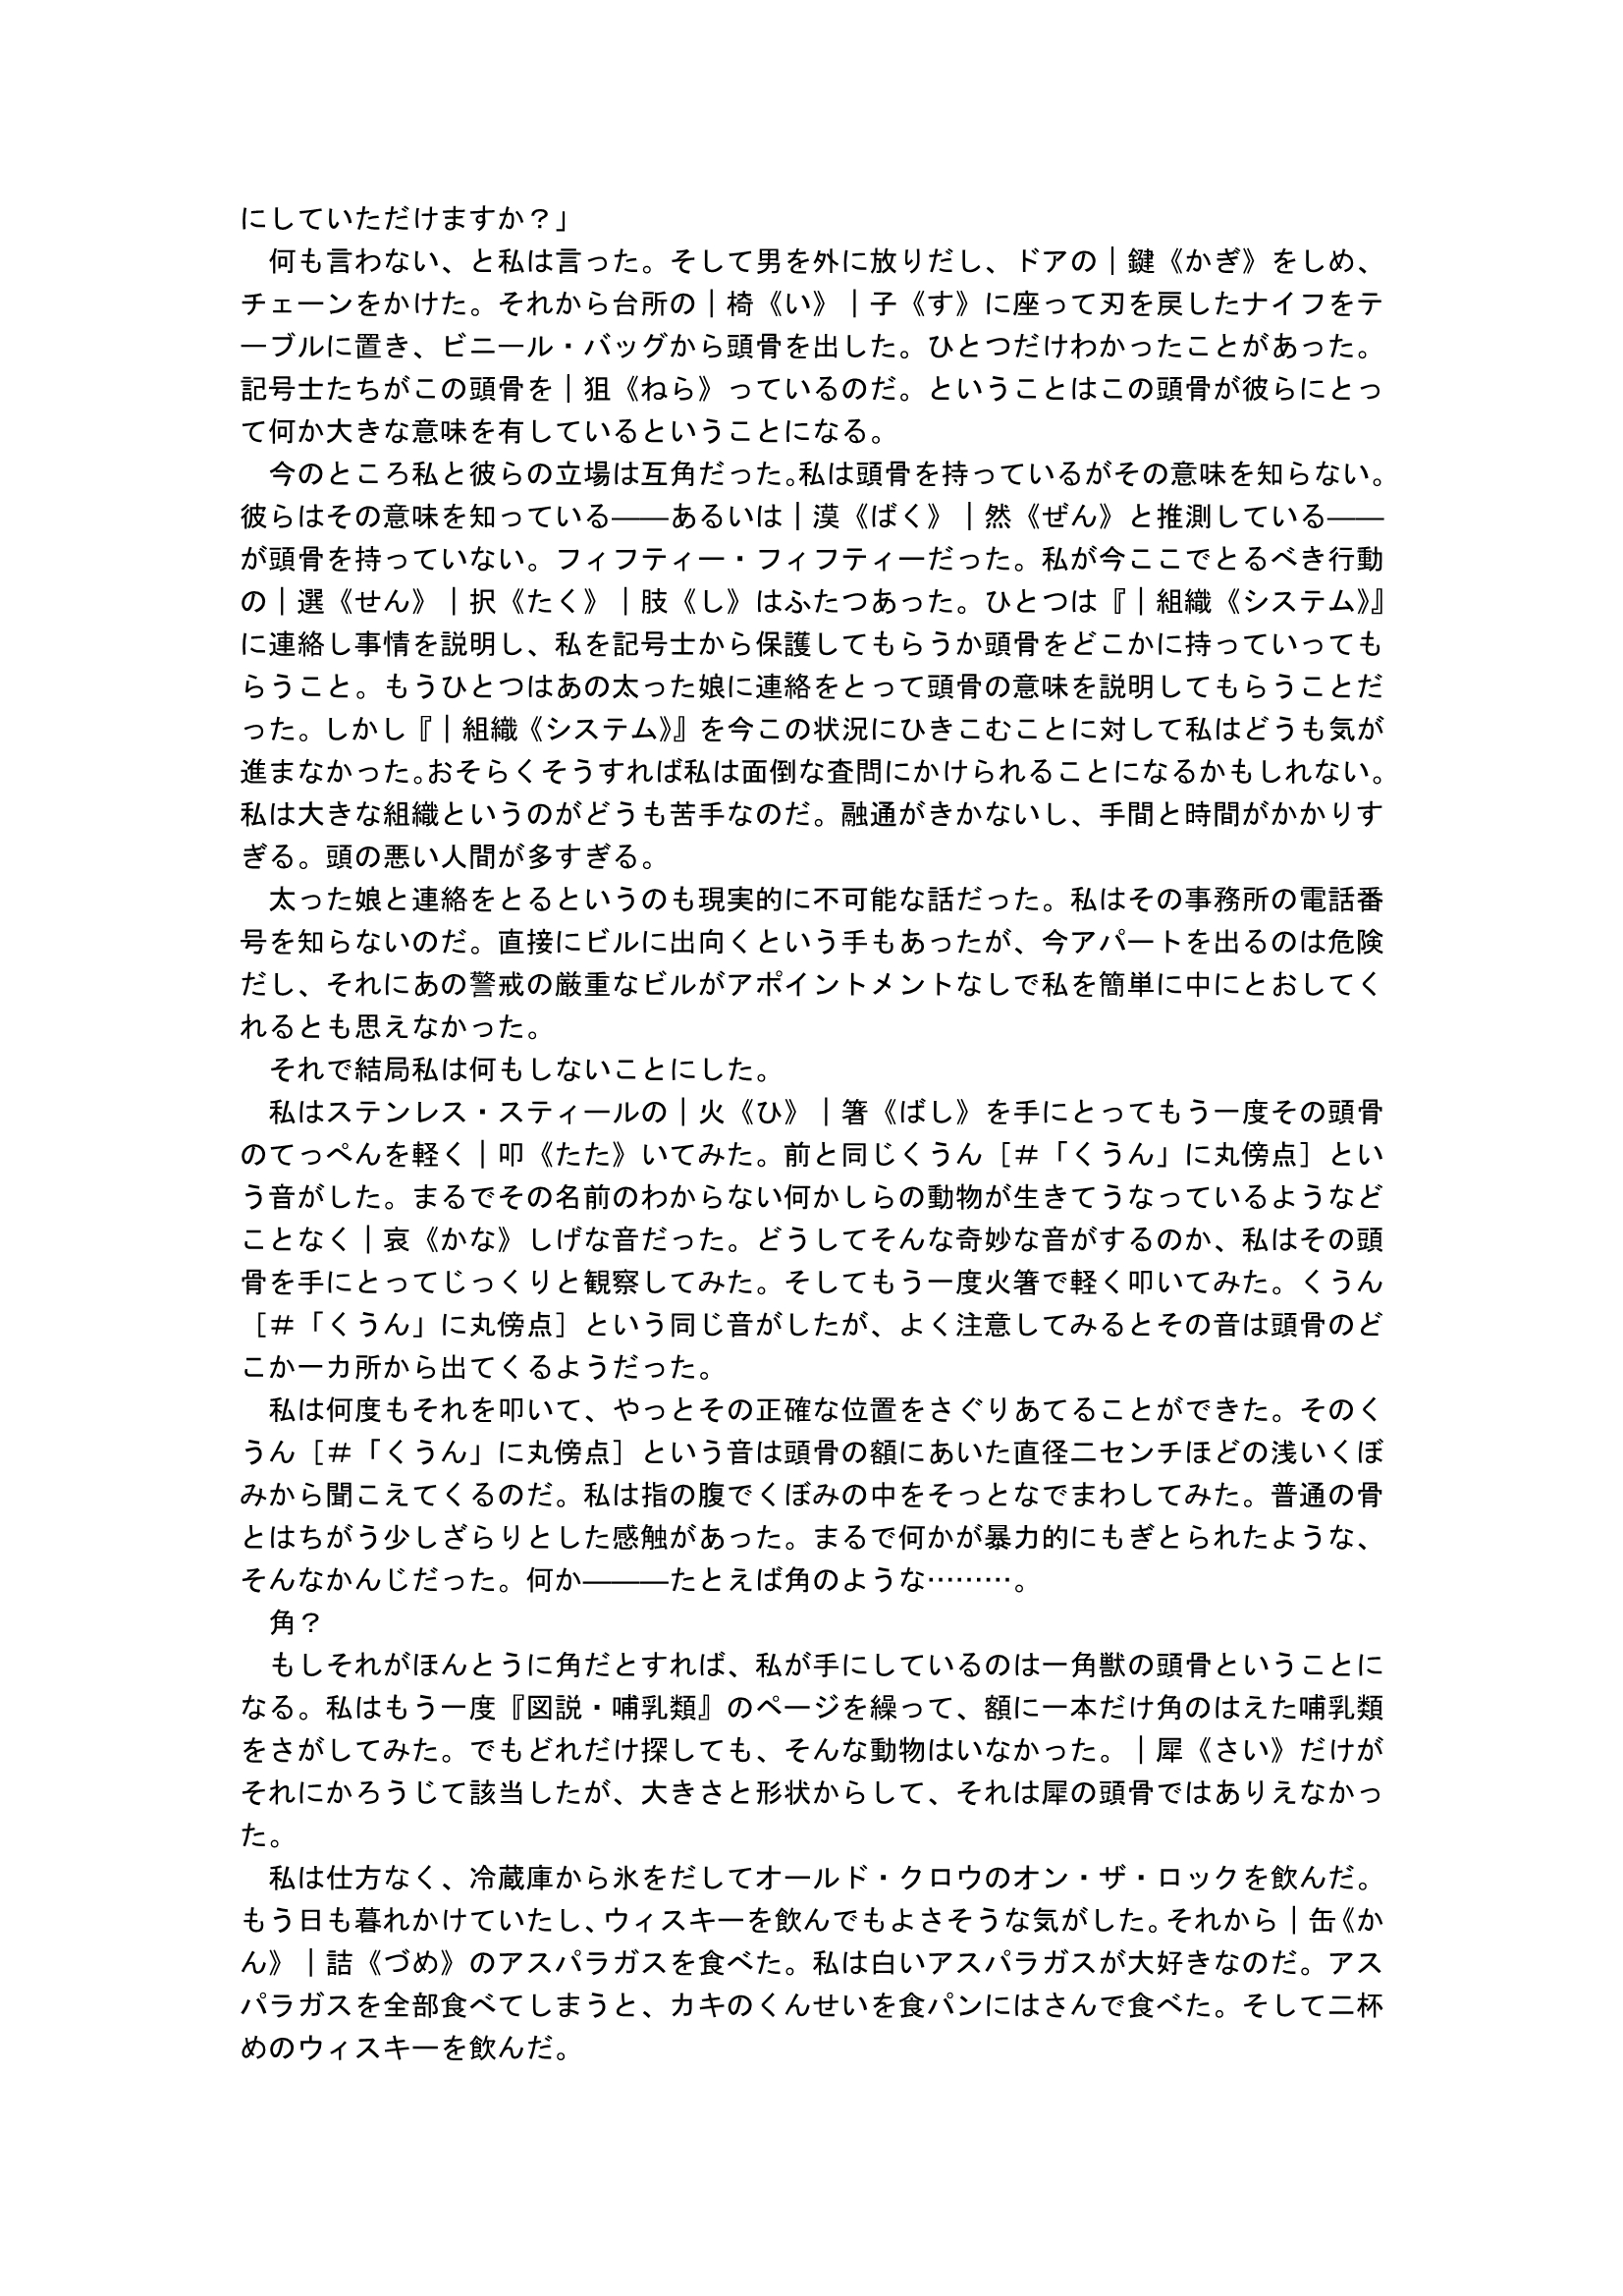 にしていただけますか？」
　何も言わない、と私は言った。そして男を外に放りだし、ドアの｜鍵《かぎ》をしめ、
チェーンをかけた。それから台所の｜椅《い》｜子《す》に座って刃を戻したナイフをテ
ーブルに置き、ビニール・バッグから頭骨を出した。ひとつだけわかったことがあった。
記号士たちがこの頭骨を｜狙《ねら》っているのだ。ということはこの頭骨が彼らにとっ
て何か大きな意味を有しているということになる。
　今のところ私と彼らの立場は互角だった。私は頭骨を持っているがその意味を知らない。
彼らはその意味を知っている――あるいは｜漠《ばく》｜然《ぜん》と推測している――
が頭骨を持っていない。フィフティー・フィフティーだった。私が今ここでとるべき行動
の｜選《せん》｜択《たく》｜肢《し》はふたつあった。ひとつは『｜組織《システム》』
に連絡し事情を説明し、私を記号士から保護してもらうか頭骨をどこかに持っていっても
らうこと。もうひとつはあの太った娘に連絡をとって頭骨の意味を説明してもらうことだ
った。しかし『｜組織《システム》』を今この状況にひきこむことに対して私はどうも気が
進まなかった。おそらくそうすれば私は面倒な査問にかけられることになるかもしれない。
私は大きな組織というのがどうも苦手なのだ。融通がきかないし、手間と時間がかかりす
ぎる。頭の悪い人間が多すぎる。
　太った娘と連絡をとるというのも現実的に不可能な話だった。私はその事務所の電話番
号を知らないのだ。直接にビルに出向くという手もあったが、今アパートを出るのは危険
だし、それにあの警戒の厳重なビルがアポイントメントなしで私を簡単に中にとおしてく
れるとも思えなかった。
　それで結局私は何もしないことにした。
　私はステンレス・スティールの｜火《ひ》｜箸《ばし》を手にとってもう一度その頭骨
のてっぺんを軽く｜叩《たた》いてみた。前と同じくうん［＃「くうん」に丸傍点］とい
う音がした。まるでその名前のわからない何かしらの動物が生きてうなっているようなど
ことなく｜哀《かな》しげな音だった。どうしてそんな奇妙な音がするのか、私はその頭
骨を手にとってじっくりと観察してみた。そしてもう一度火箸で軽く叩いてみた。くうん
［＃「くうん」に丸傍点］という同じ音がしたが、よく注意してみるとその音は頭骨のど
こか一カ所から出てくるようだった。
　私は何度もそれを叩いて、やっとその正確な位置をさぐりあてることができた。そのく
うん［＃「くうん」に丸傍点］という音は頭骨の額にあいた直径二センチほどの浅いくぼ
みから聞こえてくるのだ。私は指の腹でくぼみの中をそっとなでまわしてみた。普通の骨
とはちがう少しざらりとした感触があった。まるで何かが暴力的にもぎとられたような、
そんなかんじだった。何か―――たとえば角のような………。
　角？
　もしそれがほんとうに角だとすれば、私が手にしているのは一角獣の頭骨ということに
なる。私はもう一度『図説・哺乳類』のページを繰って、額に一本だけ角のはえた哺乳類
をさがしてみた。でもどれだけ探しても、そんな動物はいなかった。｜犀《さい》だけが
それにかろうじて該当したが、大きさと形状からして、それは犀の頭骨ではありえなかっ
た。
　私は仕方なく、冷蔵庫から氷をだしてオールド・クロウのオン・ザ・ロックを飲んだ。
もう日も暮れかけていたし、ウィスキーを飲んでもよさそうな気がした。それから｜缶《か
ん》｜詰《づめ》のアスパラガスを食べた。私は白いアスパラガスが大好きなのだ。アス
パラガスを全部食べてしまうと、カキのくんせいを食パンにはさんで食べた。そして二杯
めのウィスキーを飲んだ。